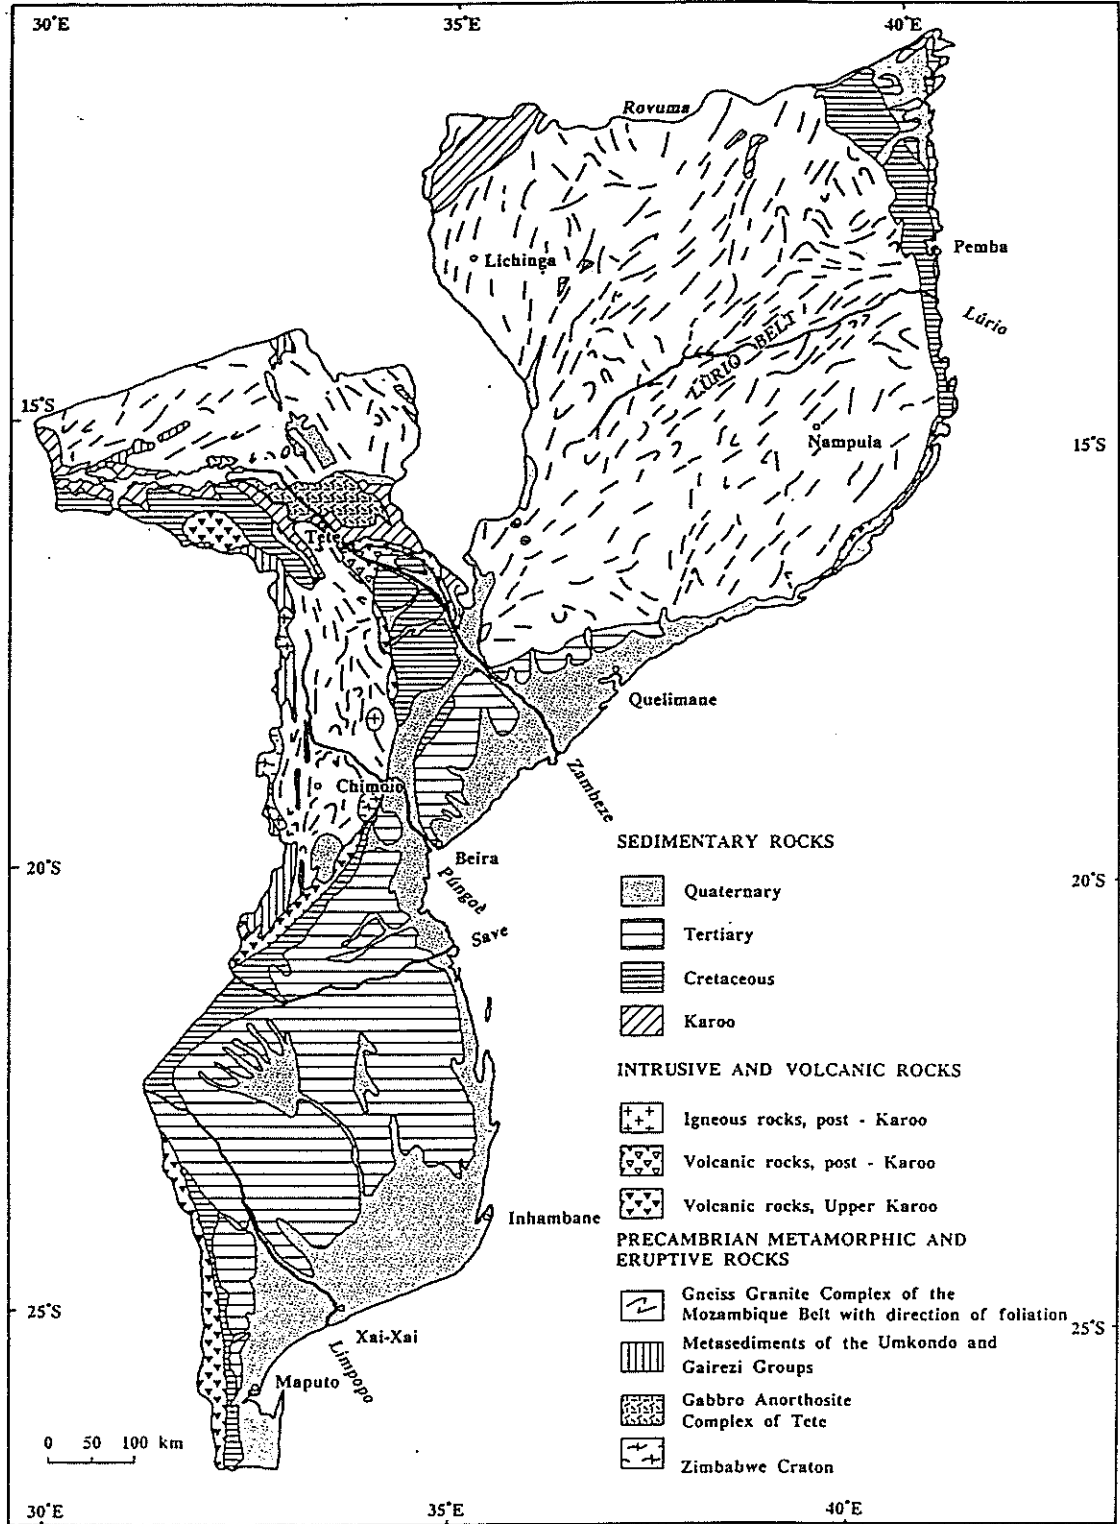 30°E
35°E
40°E
Rovuma
Pemba
Lichinga
Lúrio
LÚRIO BELT
15°S
Nampula
15°S
Tete
Quelimane
Zambeze
Chimoio
SEDIMENTARY ROCKS
Beira
20°S
20°S
Púngoè
Quaternary
Save
Tertiary
Cretaceous
Karoo
INTRUSIVE AND VOLCANIC ROCKS
Igneous rocks, post - Karoo
Volcanic rocks, post - Karoo
Volcanic rocks, Upper Karoo
Inhambane
PRECAMBRIAN METAMORPHIC AND
ERUPTIVE ROCKS
Gneiss Granite Complex of the
Mozambique Belt with direction of foliation
25°S
25°S
Xai-Xai
Metasediments of the Umkondo and
Gairezi Groups
Limpopo
Maputo
Gabbro Anorthosite
Complex of Tete
0 50 100 km
Zimbabwe Craton
30°E
35°E
40°E